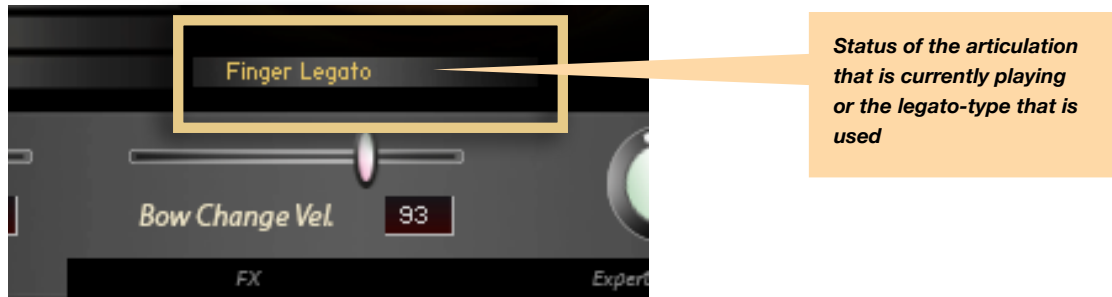 Finger Legato
Status of the articulation
that is currently playing
or the legato-type that is
used
Bow Change Vel.
93
FX
Expert